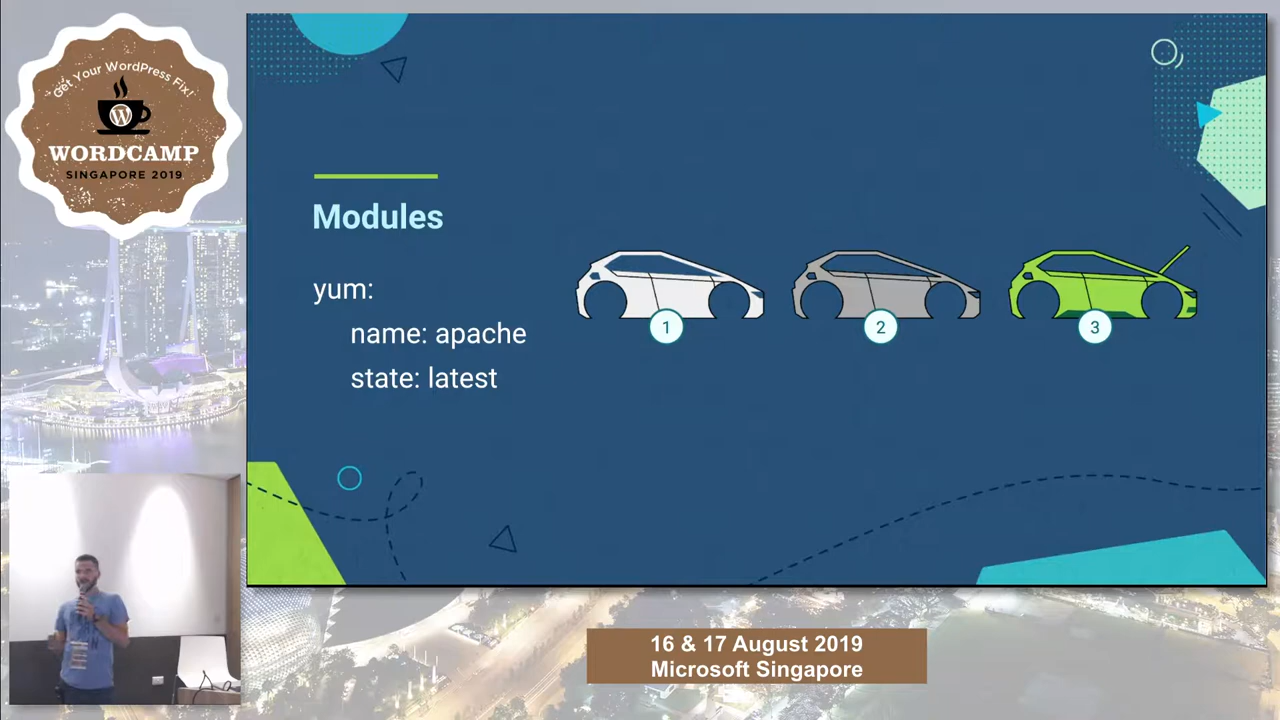 Get Your WordPress Fix!
W
WORDCAMP
SINGAPORE 2019
Modules
yum:
name: apache
state: latest
1
2
3
16 & 17 August 2019
Microsoft Singapore